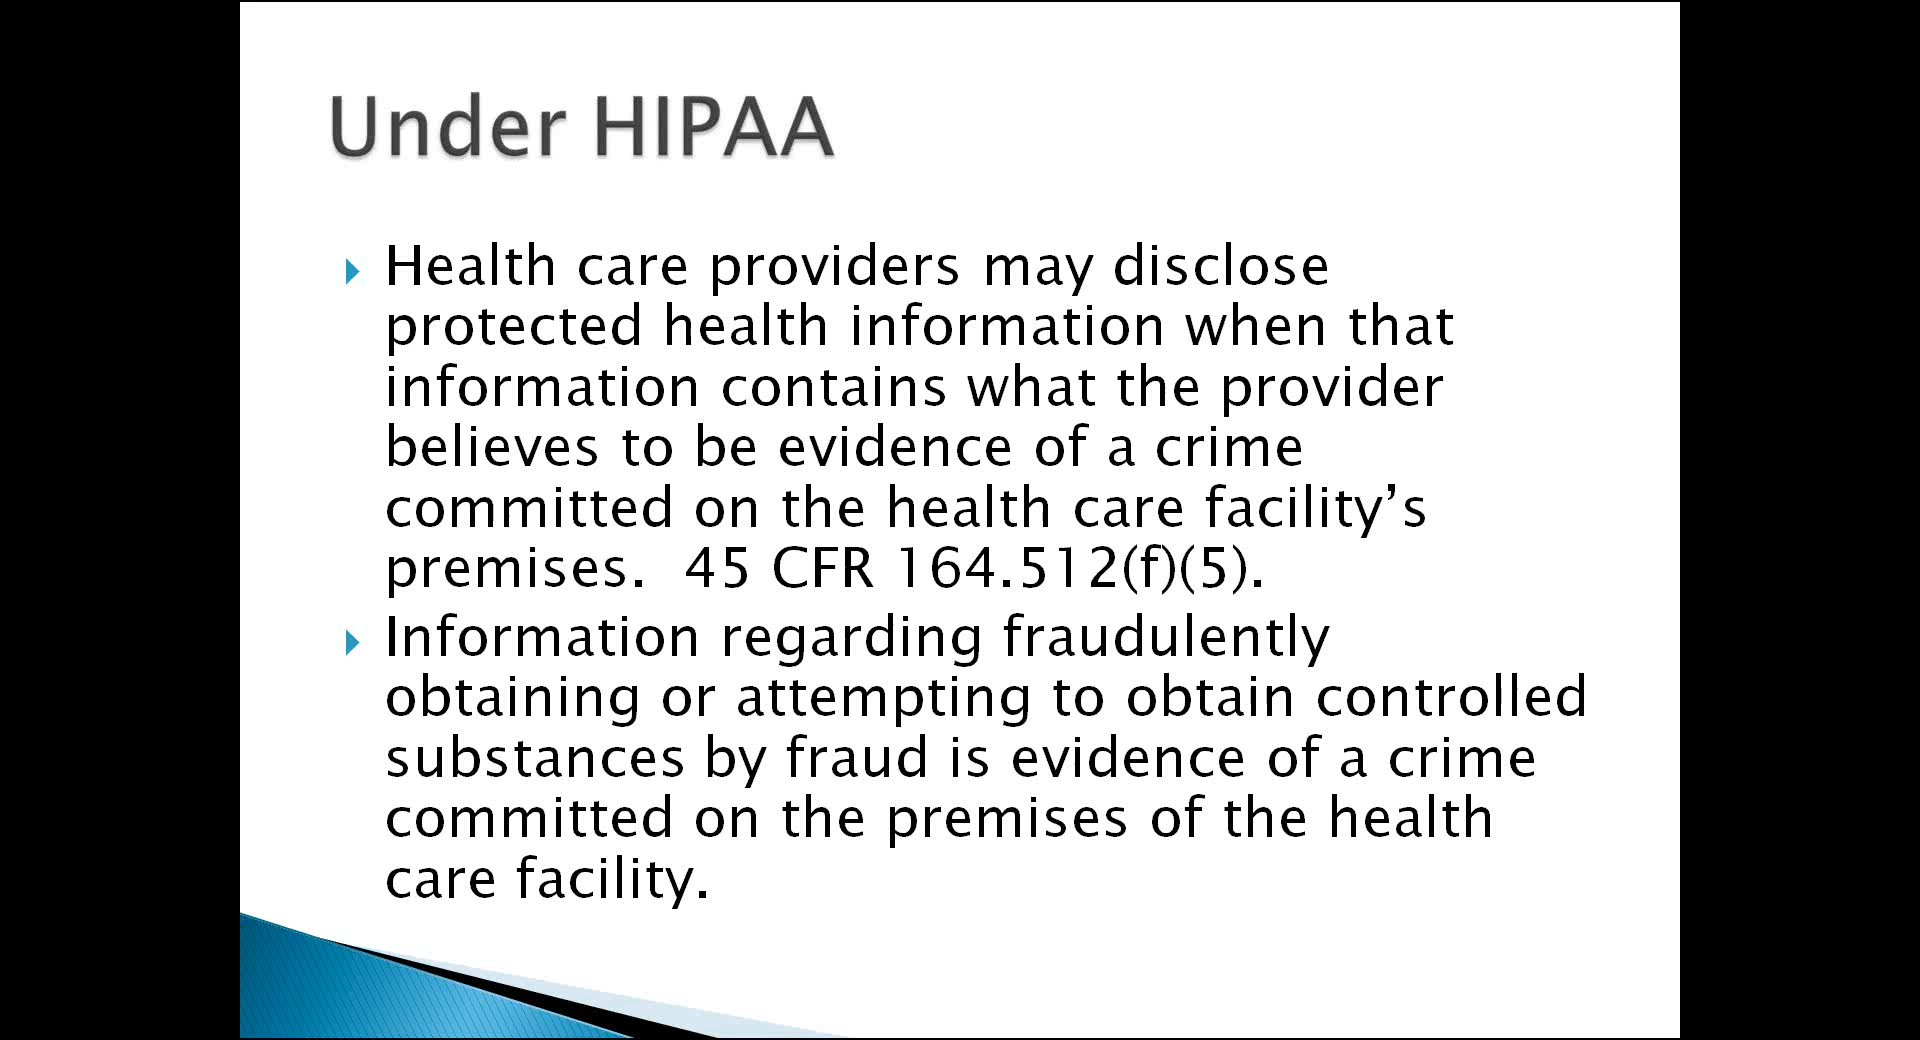 Under HIPAA
Health care providers may disclose
protected health information when that
information contains what the provider
believes to be evidence of a crime
committed on the health care facility’s
premises.  45 CFR 164.512(f)(5).
Information regarding fraudulently
obtaining or attempting to obtain controlled
substances by fraud is evidence of a crime
committed on the premises of the health
care facility.